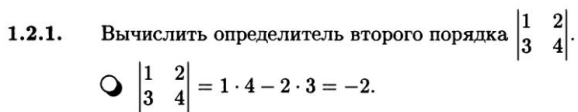 1.2.1. Вычислить определитель второго порядка |1 2|
|3 4|.
|1 2|
|3 4| = 1 · 4 − 2 · 3 = −2.